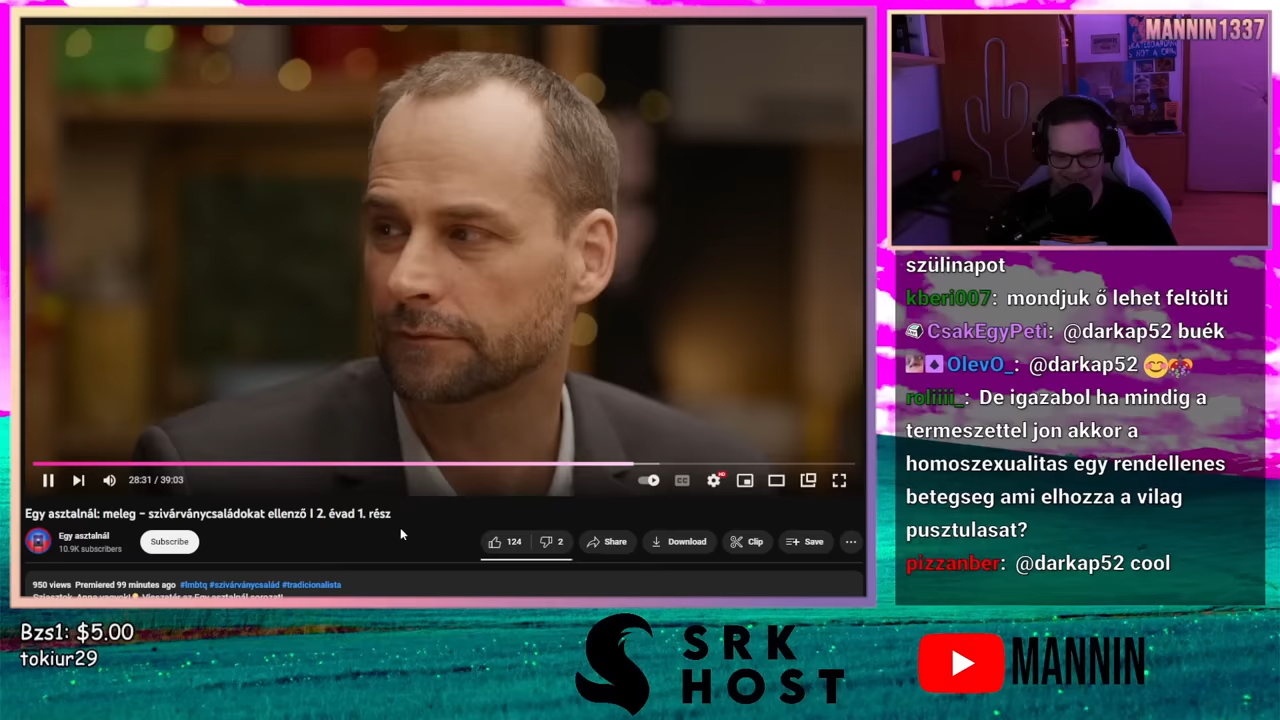 MANNIN1337
szülinapot
kberi007: mondjuk ő lehet feltölti
CsakEgyPeti: @darkap52 buék
OlevO_: @darkap52
roliiii_: De igazabol ha mindig a
termeszettel jon akkor a
homoszexualitas egy rendellenes
betegseg ami elhozza a vilag
pusztulasat?
pizzanber: @darkap52 cool
28:31 / 39:03
CC
HD
Egy asztalnál: meleg – szivárványcsaládokat ellenző I 2. évad 1. rész
Egy asztalnál
10.9K subscribers
Subscribe
124
2
Share
Download
Clip
Save
950 views Premiered 99 minutes ago #lmbtq #szivárványcsalád #tradicionalista
Bzs1: $5.00
tokiur29
SRK
HOST
MANNIN